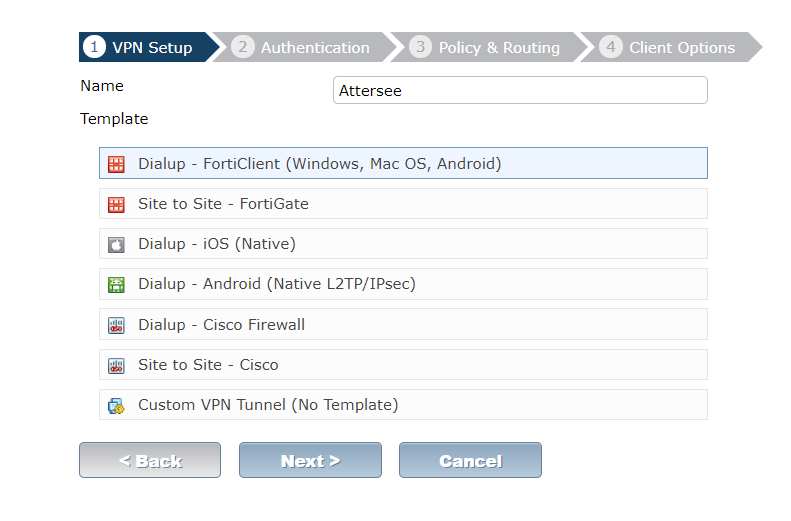 1 VPN Setup 2 Authentication 3 Policy & Routing 4 Client Options
Name Attersee
Template
Dialup - FortiClient (Windows, Mac OS, Android)
Site to Site - FortiGate
Dialup - iOS (Native)
Dialup - Android (Native L2TP/IPsec)
Dialup - Cisco Firewall
Site to Site - Cisco
Custom VPN Tunnel (No Template)
< Back Next > Cancel